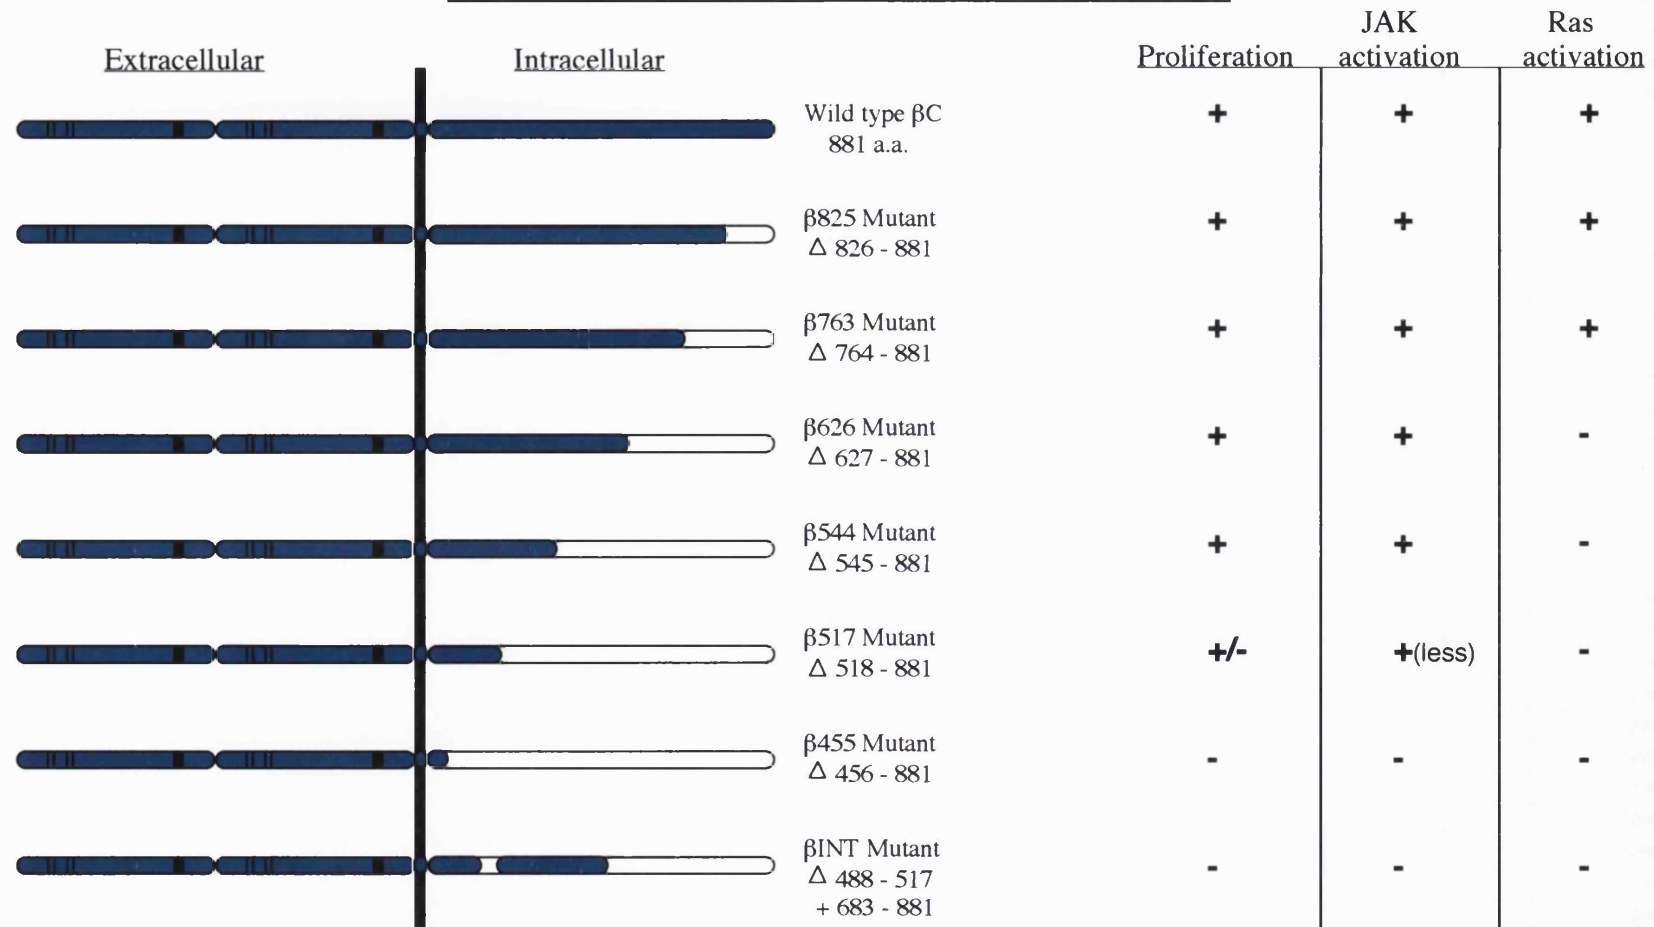 JAK Ras
Extracellular Intracellular Proliferation activation activation
Wild type βC + + +
881 a.a.
β825 Mutant + + +
Δ 826 - 881
β763 Mutant + + +
Δ 764 - 881
β626 Mutant + + -
Δ 627 - 881
β544 Mutant + + -
Δ 545 - 881
β517 Mutant +/- +(less) -
Δ 518 - 881
β455 Mutant - - -
Δ 456 - 881
βINT Mutant - - -
Δ 488 - 517
+ 683 - 881